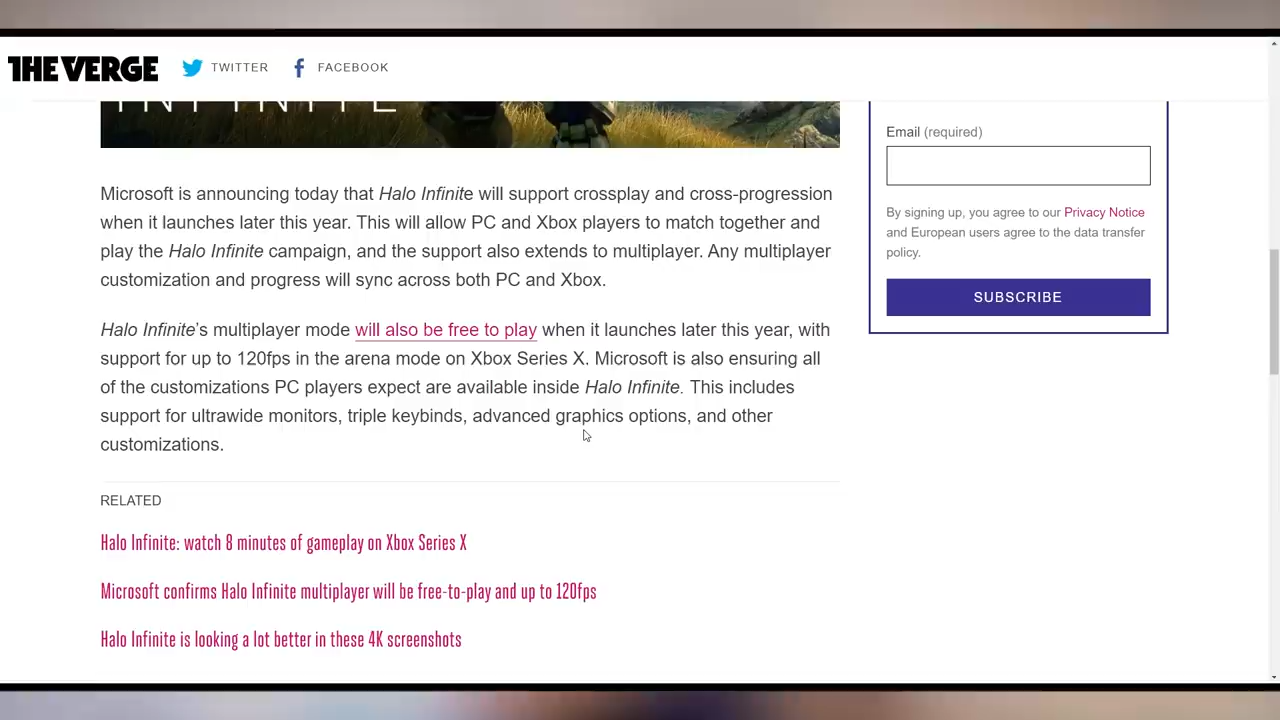 THE VERGE
TWITTER
FACEBOOK
INFINITE
Microsoft is announcing today that Halo Infinite will support crossplay and cross-progression
when it launches later this year. This will allow PC and Xbox players to match together and
play the Halo Infinite campaign, and the support also extends to multiplayer. Any multiplayer
customization and progress will sync across both PC and Xbox.
Halo Infinite's multiplayer mode will also be free to play when it launches later this year, with
support for up to 120fps in the arena mode on Xbox Series X. Microsoft is also ensuring all
of the customizations PC players expect are available inside Halo Infinite. This includes
support for ultrawide monitors, triple keybinds, advanced graphics options, and other
customizations.
RELATED
Halo Infinite: watch 8 minutes of gameplay on Xbox Series X
Microsoft confirms Halo Infinite multiplayer will be free-to-play and up to 120fps
Halo Infinite is looking a lot better in these 4K screenshots
Email (required)
By signing up, you agree to our Privacy Notice
and European users agree to the data transfer
policy.
SUBSCRIBE